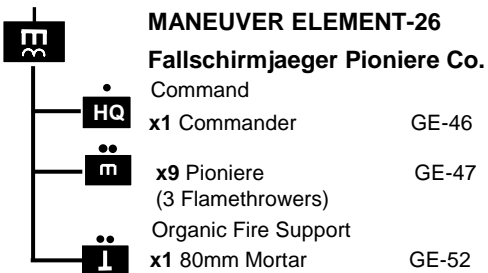 MANEUVER ELEMENT-26
Fallschirmjaeger Pioniere Co.
Command
HQ x1 Commander GE-46
m x9 Pioniere GE-47
(3 Flamethrowers)
Organic Fire Support
x1 80mm Mortar GE-52